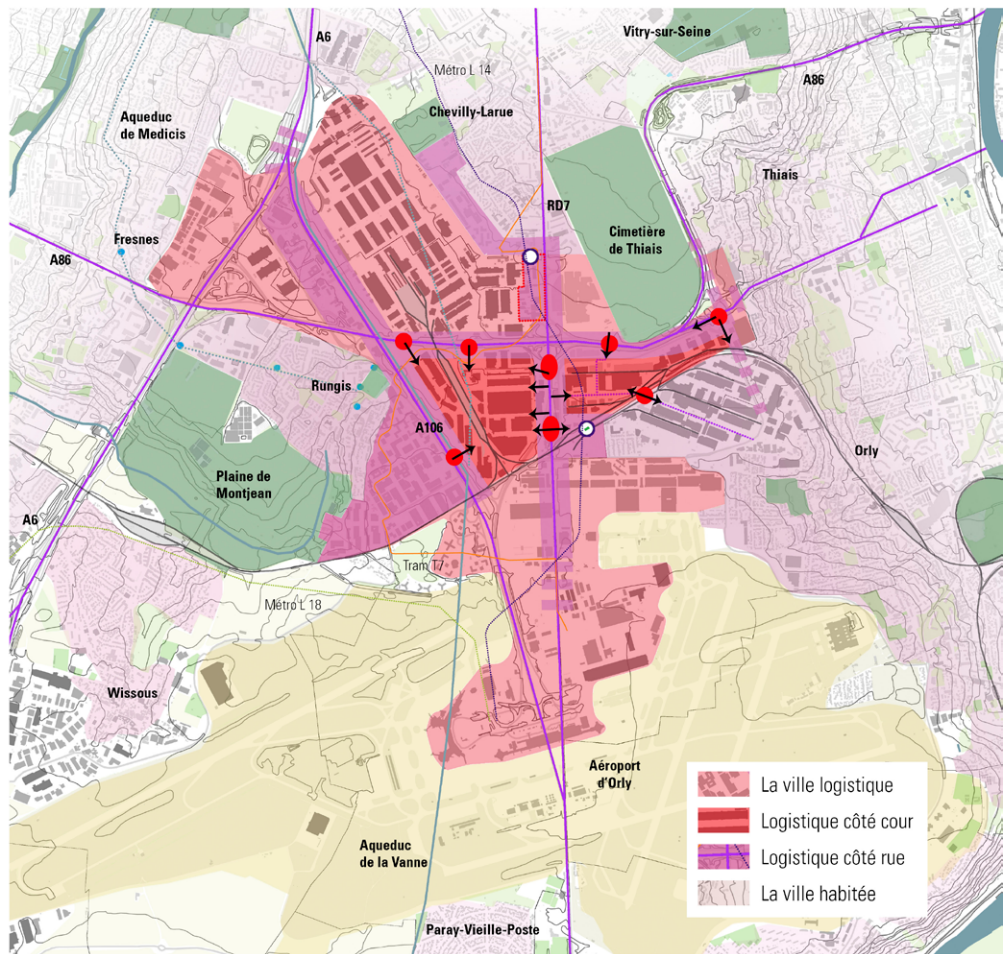 A6
Vitry-sur-Seine
Métro L 14
A86
Aqueduc
de Medicis
Chevilly-Larue
Thiais
RD7
Cimetière
de Thiais
Fresnes
A86
Rungis
A106
Orly
Plaine de
Montjean
A6
Tram T7
Métro L 18
Wissous
Aéroport
d'Orly
La ville logistique
Logistique côté cour
Aqueduc
de la Vanne
Logistique côté rue
La ville habitée
Paray-Vieille-Poste